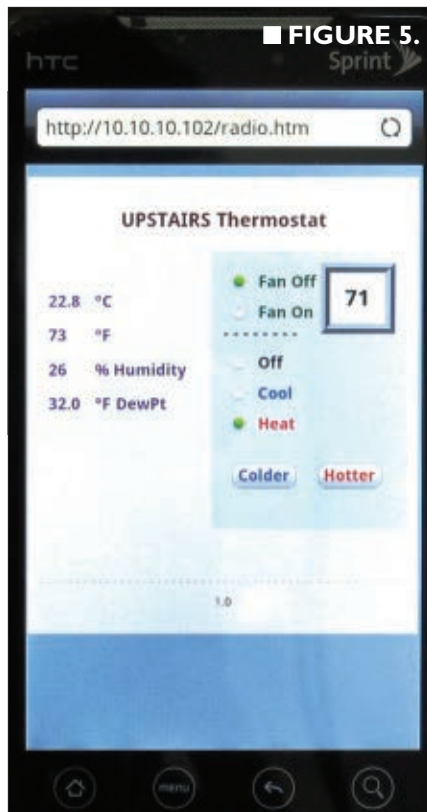 ■ FIGURE 5.
hTC Sprint
http://10.10.10.102/radio.htm
UPSTAIRS Thermostat
22.8 °C
73 °F
26 % Humidity
32.0 °F DewPt
Fan Off
Fan On
71
Off
Cool
Heat
Colder Hotter
1.0
menu